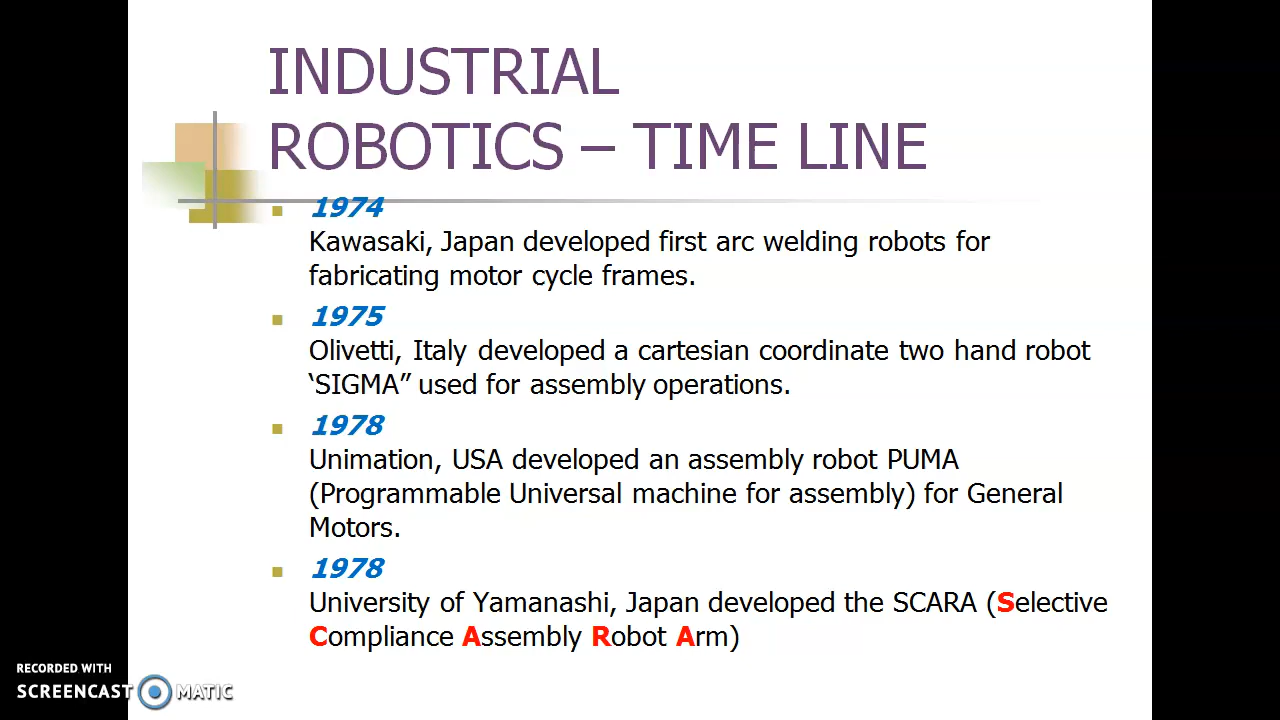 INDUSTRIAL
ROBOTICS – TIME LINE
1974
Kawasaki, Japan developed first arc welding robots for
fabricating motor cycle frames.
1975
Olivetti, Italy developed a cartesian coordinate two hand robot
‘SIGMA” used for assembly operations.
1978
Unimation, USA developed an assembly robot PUMA
(Programmable Universal machine for assembly) for General
Motors.
1978
University of Yamanashi, Japan developed the SCARA (Selective
Compliance Assembly Robot Arm)
RECORDED WITH
SCREENCAST MATIC